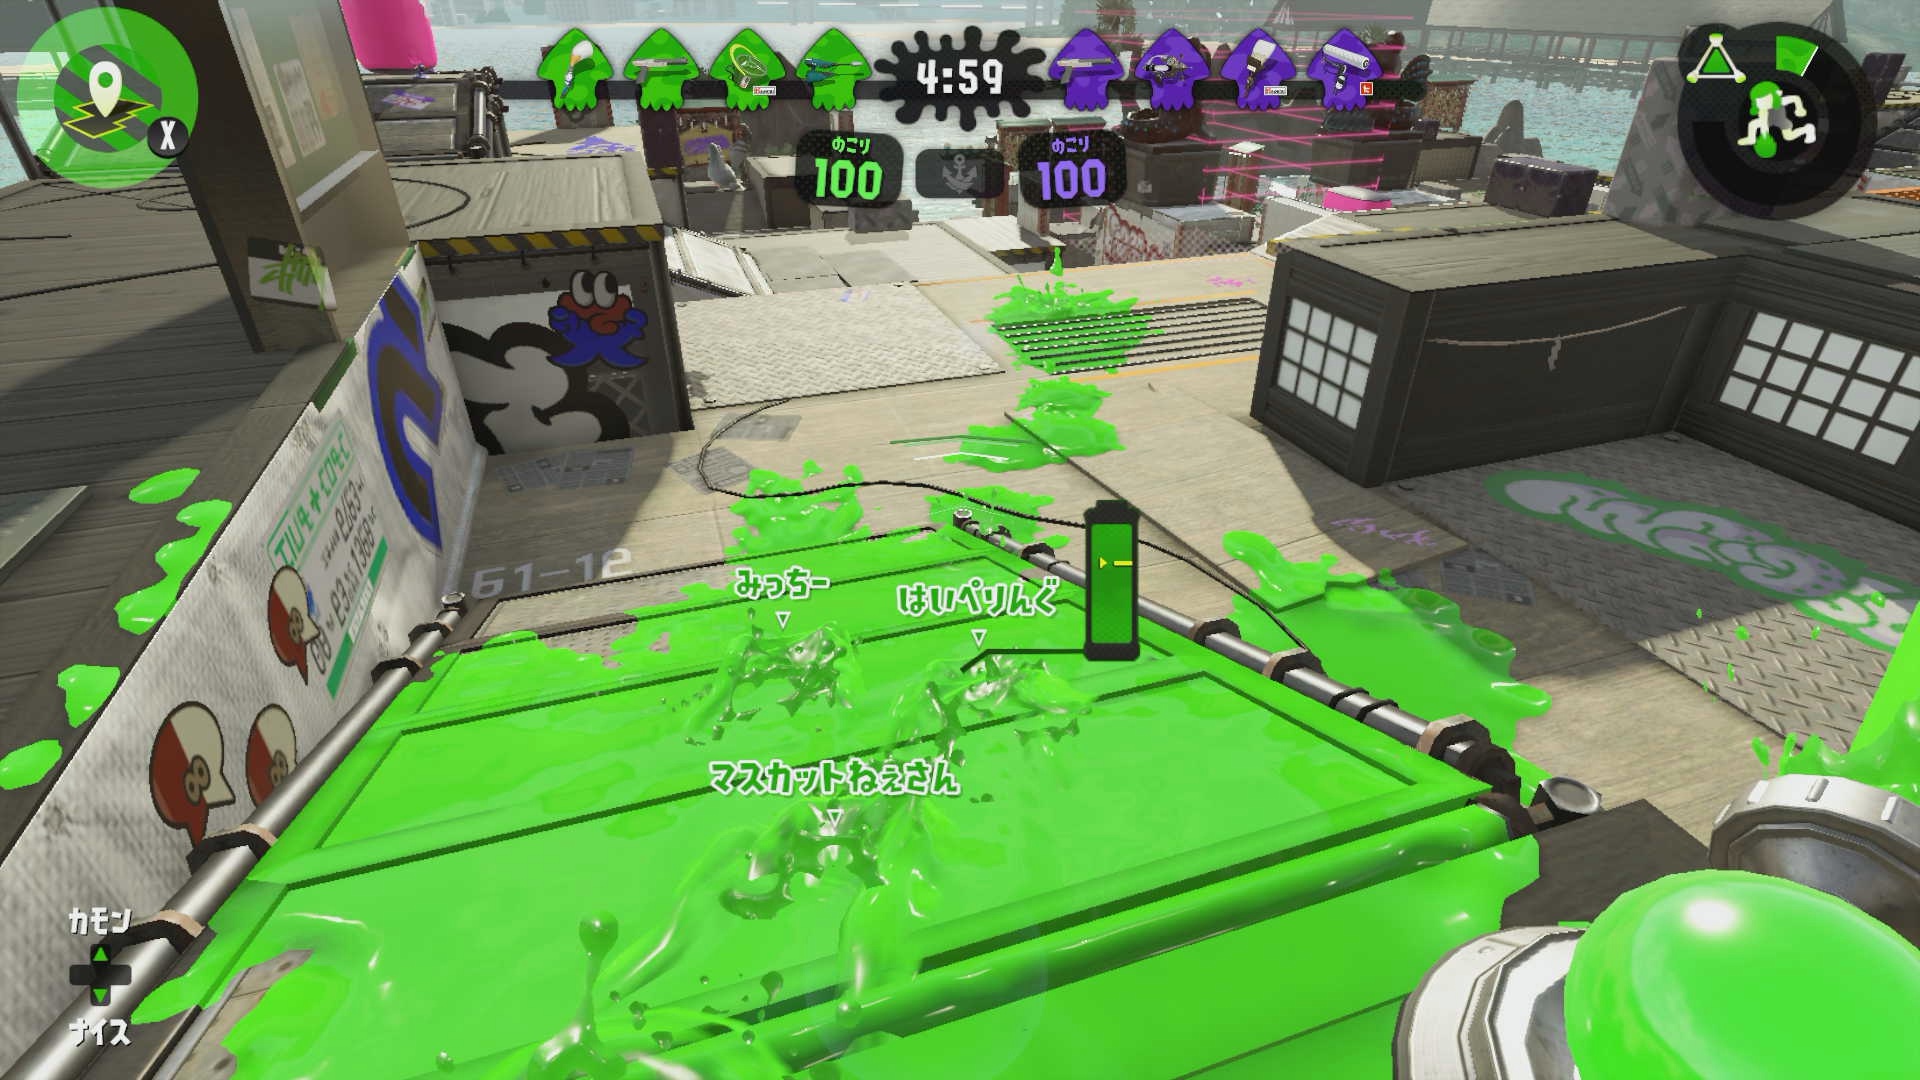 4:59
のこり
100
のこり
100
X
61-12
みっちー
はいぺりんぐ
マスカットねぇさん
カモン
ナイス